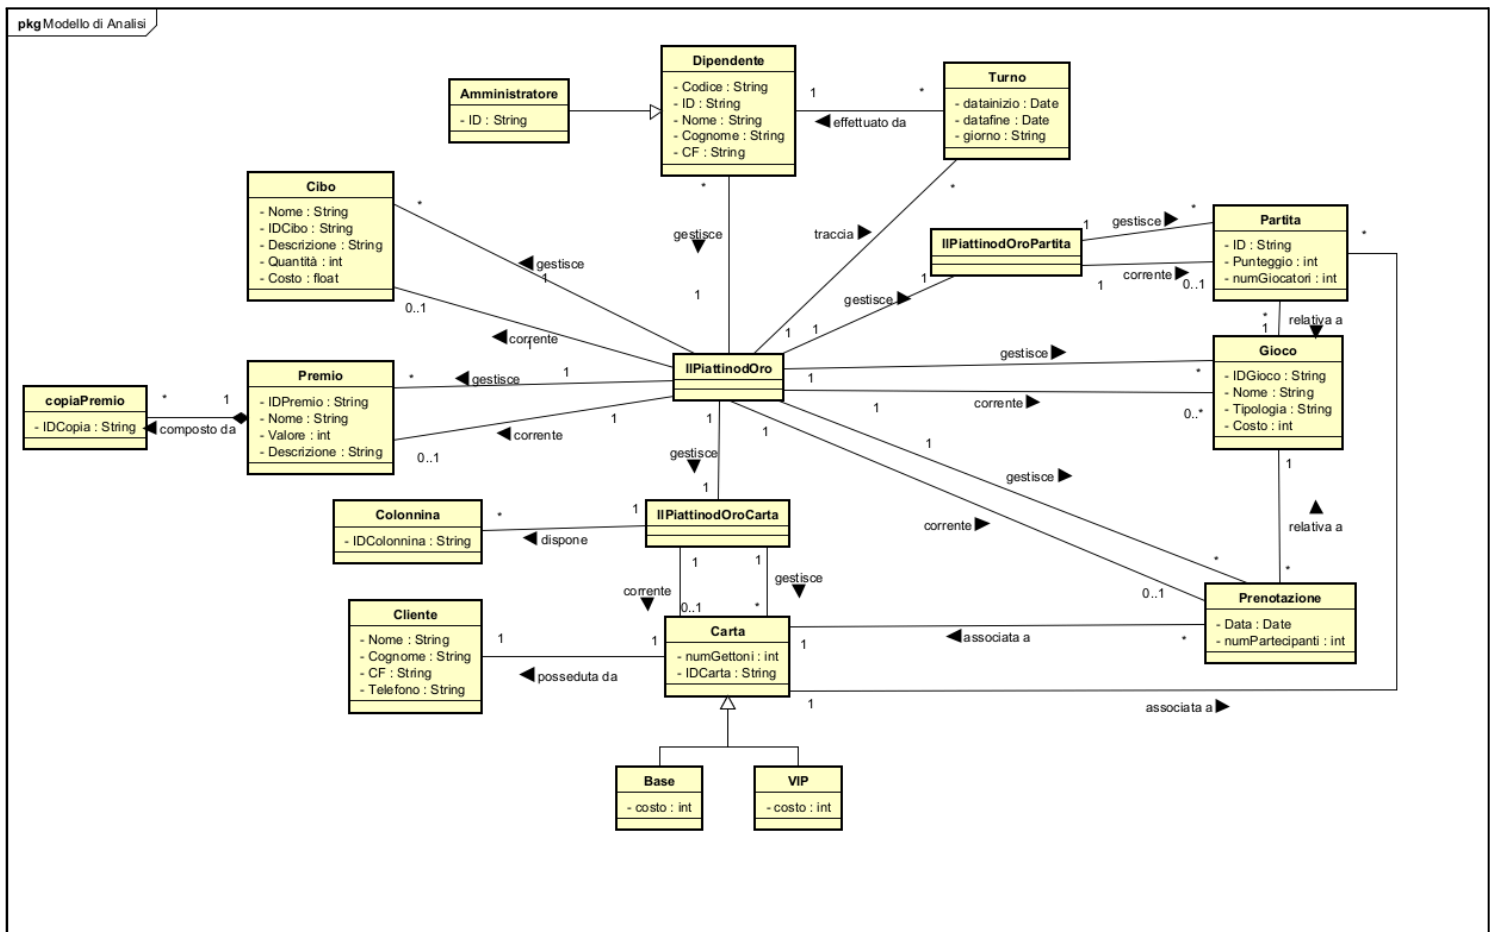 pkg Modello di Analisi
Dipendente
- Codice : String
- ID : String
- Nome : String
- Cognome : String
- CF : String
Amministratore
- ID : String
Turno
- datainizio : Date
- datafine : Date
- giorno : String
1
*
effettuato da
Cibo
- Nome : String
- IDCibo : String
- Descrizione : String
- Quantità : int
- Costo : float
*
gestisce
1
0..1
corrente
1
*
gestisce
1
*
traccia
1
IlPiattinodOroPartita
1
gestisce
*
1
corrente
0..1
Partita
- ID : String
- Punteggio : int
- numGiocatori : int
*
1
gestisce
1
*
relativa a
1
IlPiattinodOro
Gioco
- IDGioco : String
- Nome : String
- Tipologia : String
- Costo : int
gestisce
1
*
corrente
1
0..*
copiaPremio
- IDCopia : String
*
1
composto da
Premio
- IDPremio : String
- Nome : String
- Valore : int
- Descrizione : String
*
gestisce
1
0..1
corrente
1
1
gestisce
1
1
gestisce
*
1
corrente
0..1
1
relativa a
*
Colonnina
- IDColonnina : String
*
1
dispone
IlPiattinodOroCarta
1
corrente
0..1
1
gestisce
*
Cliente
- Nome : String
- Cognome : String
- CF : String
- Telefono : String
1
1
posseduta da
Carta
- numGettoni : int
- IDCarta : String
1
associata a
*
Prenotazione
- Data : Date
- numPartecipanti : int
1
associata a
Base
- costo : int
VIP
- costo : int